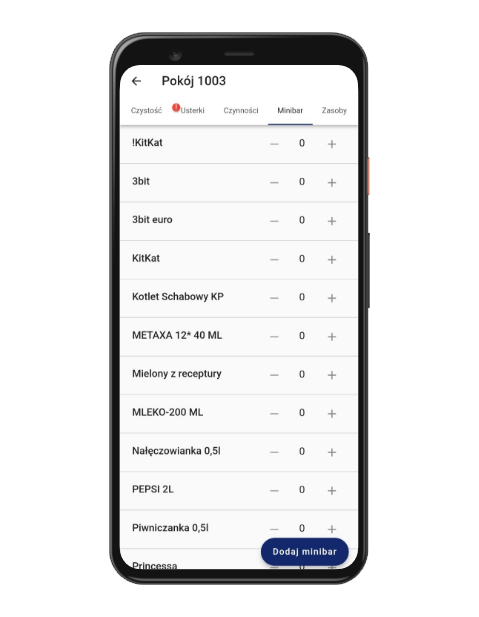 Pokój 1003
Czystość ! Usterki Czynności Minibar Zasoby
!KitKat — 0 +
3bit — 0 +
3bit euro — 0 +
KitKat — 0 +
Kotlet Schabowy KP — 0 +
METAXA 12* 40 ML — 0 +
Mielony z receptury — 0 +
MLEKO-200 ML — 0 +
Nałęczowianka 0,5l — 0 +
PEPSI 2L — 0 +
Piwniczanka 0,5l — 0 +
Princessa
Dodaj minibar